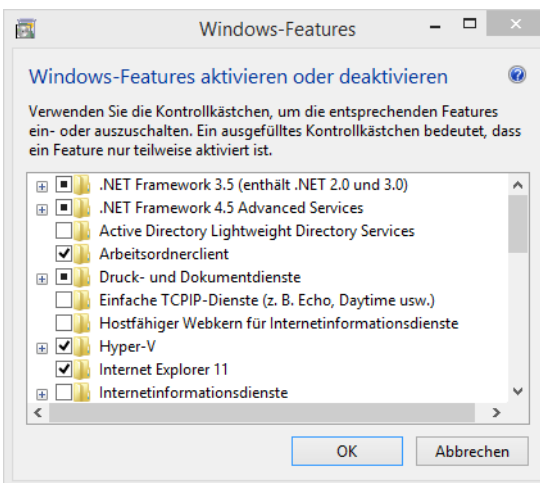 Windows-Features
Windows-Features aktivieren oder deaktivieren
Verwenden Sie die Kontrollkästchen, um die entsprechenden Features
ein- oder auszuschalten. Ein ausgefülltes Kontrollkästchen bedeutet, dass
ein Feature nur teilweise aktiviert ist.
.NET Framework 3.5 (enthält .NET 2.0 und 3.0)
.NET Framework 4.5 Advanced Services
Active Directory Lightweight Directory Services
Arbeitsordnerclient
Druck- und Dokumentdienste
Einfache TCPIP-Dienste (z. B. Echo, Daytime usw.)
Hostfähiger Webkern für Internetinformationsdienste
Hyper-V
Internet Explorer 11
Internetinformationsdienste
OK Abbrechen